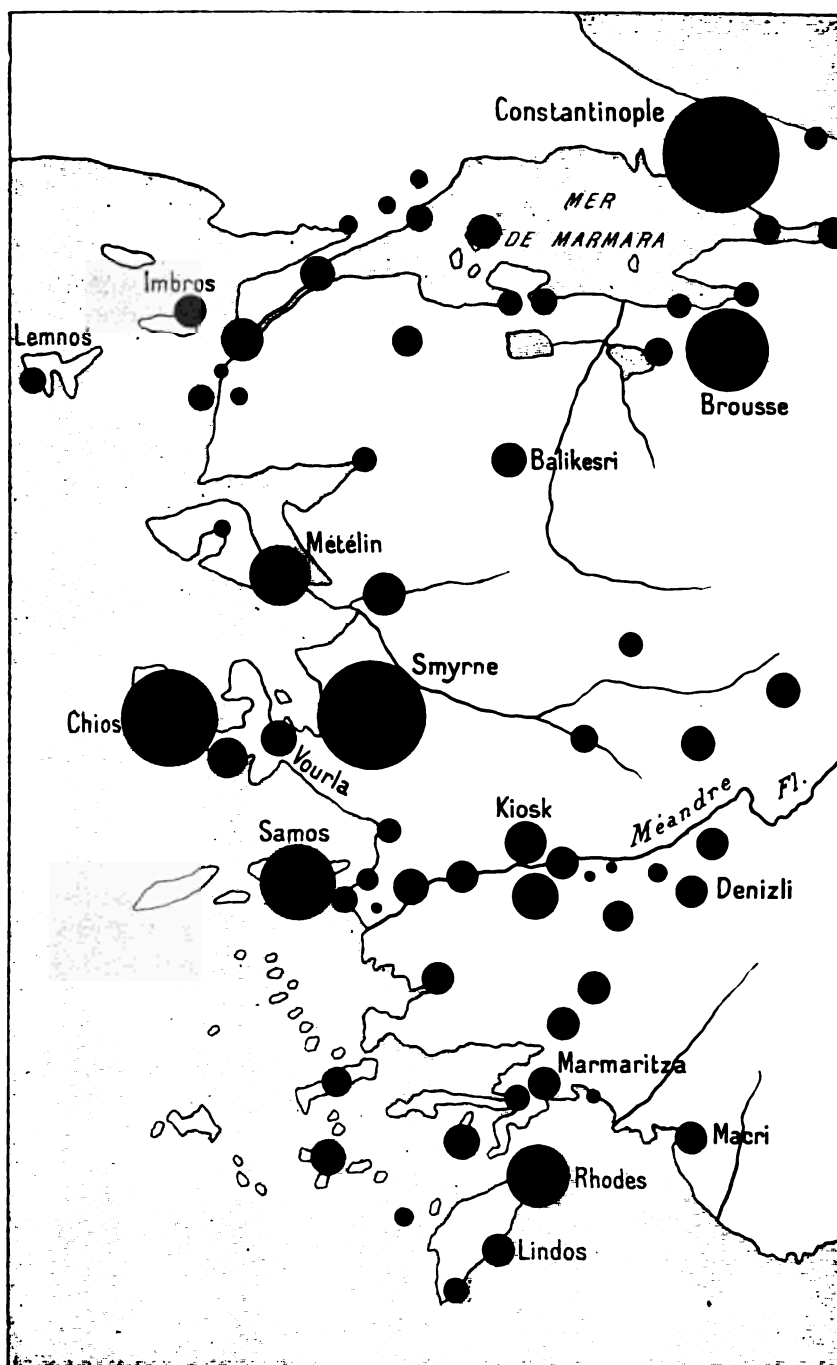 Constantinople
MER
DE MARMARA
Imbros
Lemnos
Brousse
Balikesri
Mételin
Smyrne
Chios
Vourla
Kiosk
Méandre Fl.
Samos
Denizli
Marmaritza
Macri
Rhodes
Lindos